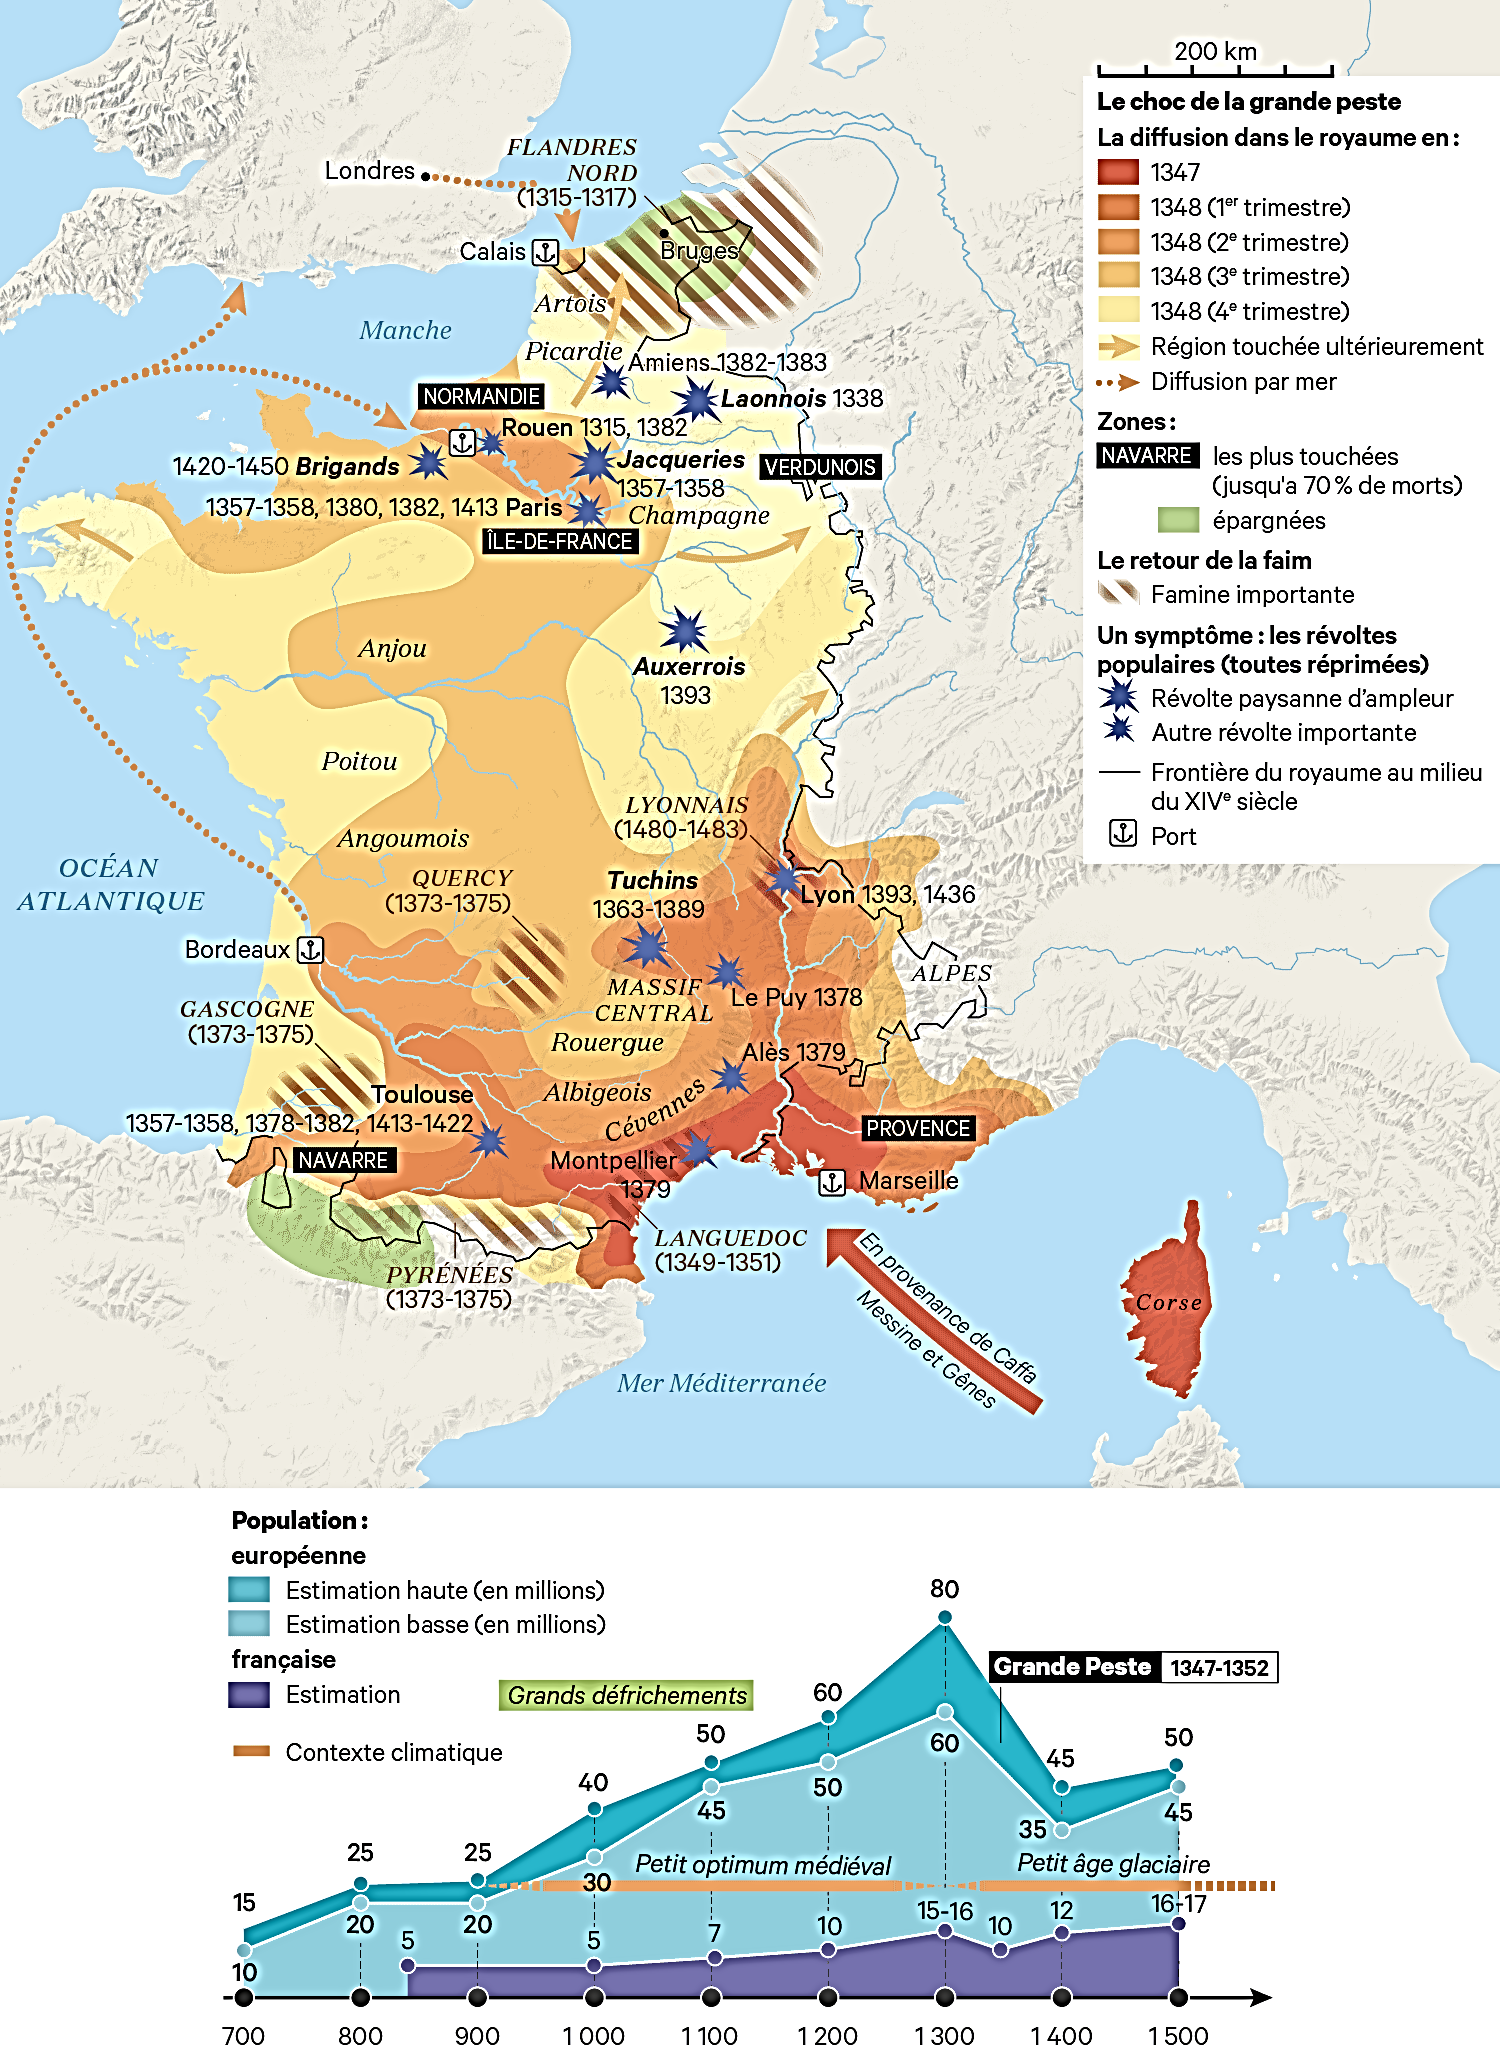 200 km
Le choc de la grande peste
La diffusion dans le royaume en :
1347
1348 (1er trimestre)
1348 (2e trimestre)
1348 (3e trimestre)
1348 (4e trimestre)
Région touchée ultérieurement
Diffusion par mer
Zones :
NAVARRE les plus touchées
(jusqu'a 70 % de morts)
épargnées
Le retour de la faim
Famine importante
Un symptôme : les révoltes
populaires (toutes réprimées)
Révolte paysanne d'ampleur
Autre révolte importante
Frontière du royaume au milieu
du XIVe siècle
Port
FLANDRES
NORD
(1315-1317)
Londres
Calais
Bruges
Artois
Manche
Picardie
Amiens 1382-1383
NORMANDIE
Laonnois 1338
Rouen 1315, 1382
1420-1450 Brigands
Jacqueries
1357-1358
VERDUNOIS
1357-1358, 1380, 1382, 1413 Paris
Champagne
ÎLE-DE-FRANCE
Anjou
Auxerrois
1393
Poitou
LYONNAIS
(1480-1483)
Angoumois
OCÉAN
ATLANTIQUE
QUERCY
(1373-1375)
Tuchins
1363-1389
Lyon 1393, 1436
Bordeaux
ALPES
MASSIF
CENTRAL
Le Puy 1378
GASCOGNE
(1373-1375)
Rouergue
Alès 1379
Albigeois
Cévennes
Toulouse
1357-1358, 1378-1382, 1413-1422
PROVENCE
NAVARRE
Montpellier
1379
Marseille
LANGUEDOC
(1349-1351)
PYRÉNÉES
(1373-1375)
En provenance de Caffa
Messine et Gênes
Corse
Mer Méditerranée
Population :
européenne
Estimation haute (en millions)
Estimation basse (en millions)
française
Estimation
Contexte climatique
Grands défrichements
Grande Peste 1347-1352
15
25
25
40
50
60
80
45
50
10
20
20
30
45
50
60
35
45
Petit optimum médiéval
Petit âge glaciaire
5
5
7
10
15-16
10
12
16-17
700
800
900
1 000
1 100
1 200
1 300
1 400
1 500